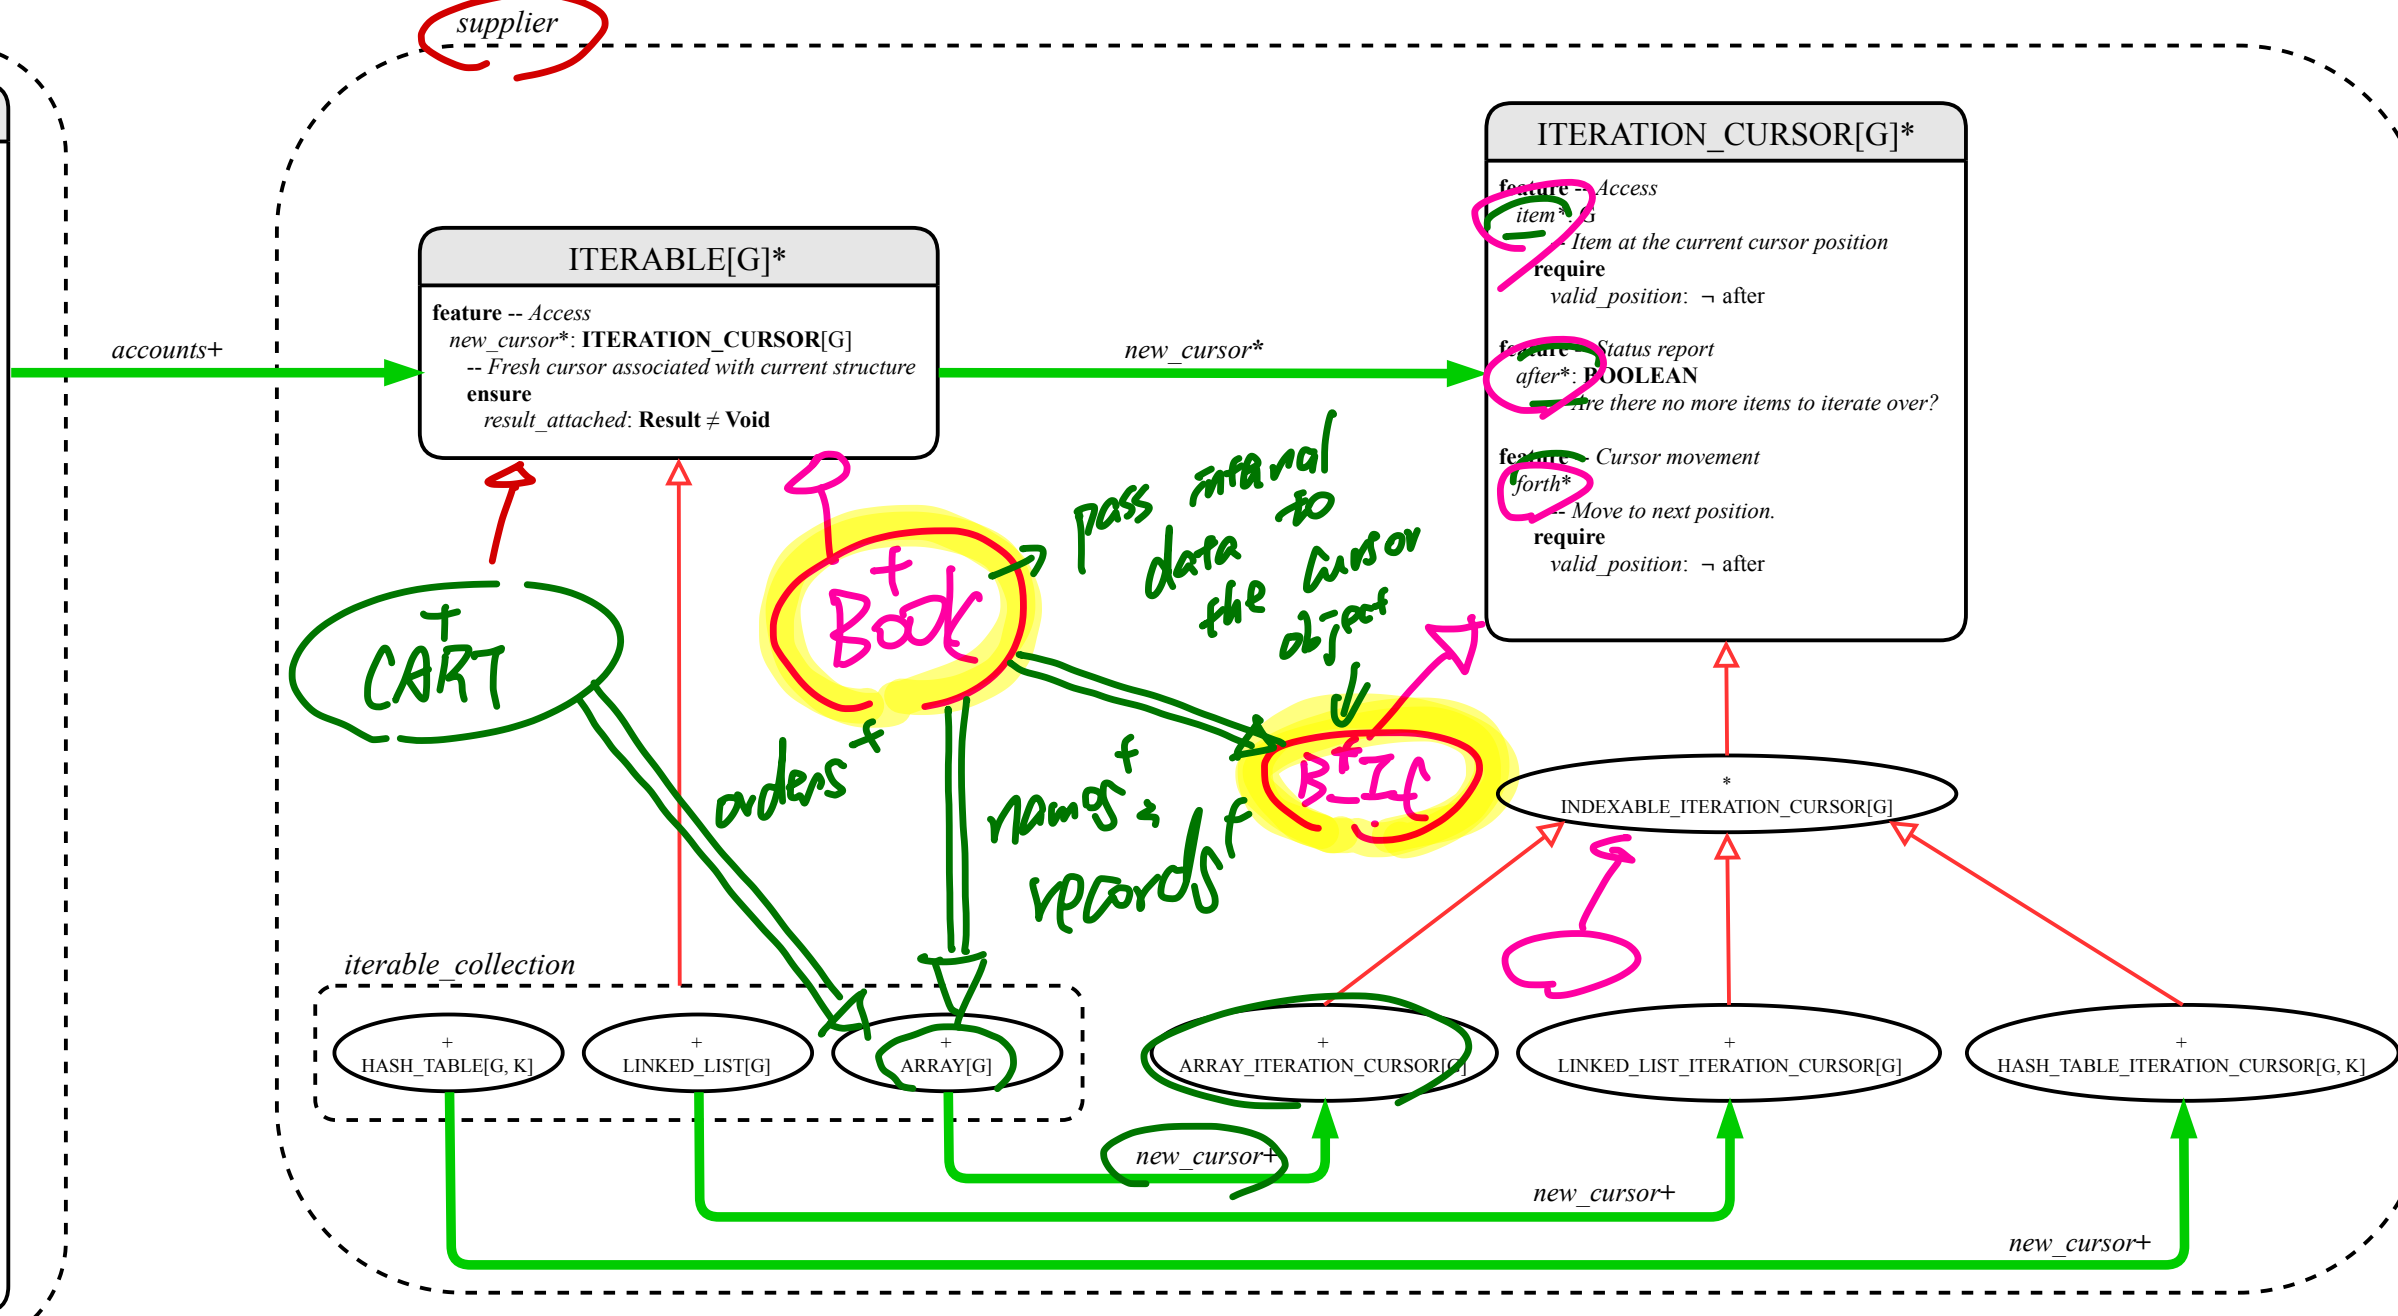 supplier
ITERATION_CURSOR[G]*
feature -- Access
item*: G
-- Item at the current cursor position
require
valid_position: ¬ after
feature -- Status report
after*: BOOLEAN
-- Are there no more items to iterate over?
feature -- Cursor movement
forth*
-- Move to next position.
require
valid_position: ¬ after
ITERABLE[G]*
feature -- Access
new_cursor*: ITERATION_CURSOR[G]
-- Fresh cursor associated with current structure
ensure
result_attached: Result ≠ Void
accounts+
new_cursor*
pass internal
data to
the cursor
object
+
BOOK
+
CART
orders+
names+ &
records+
+
B_I_C
*
INDEXABLE_ITERATION_CURSOR[G]
iterable_collection
+
HASH_TABLE[G, K]
+
LINKED_LIST[G]
+
ARRAY[G]
+
ARRAY_ITERATION_CURSOR[G]
+
LINKED_LIST_ITERATION_CURSOR[G]
+
HASH_TABLE_ITERATION_CURSOR[G, K]
new_cursor+
new_cursor+
new_cursor+